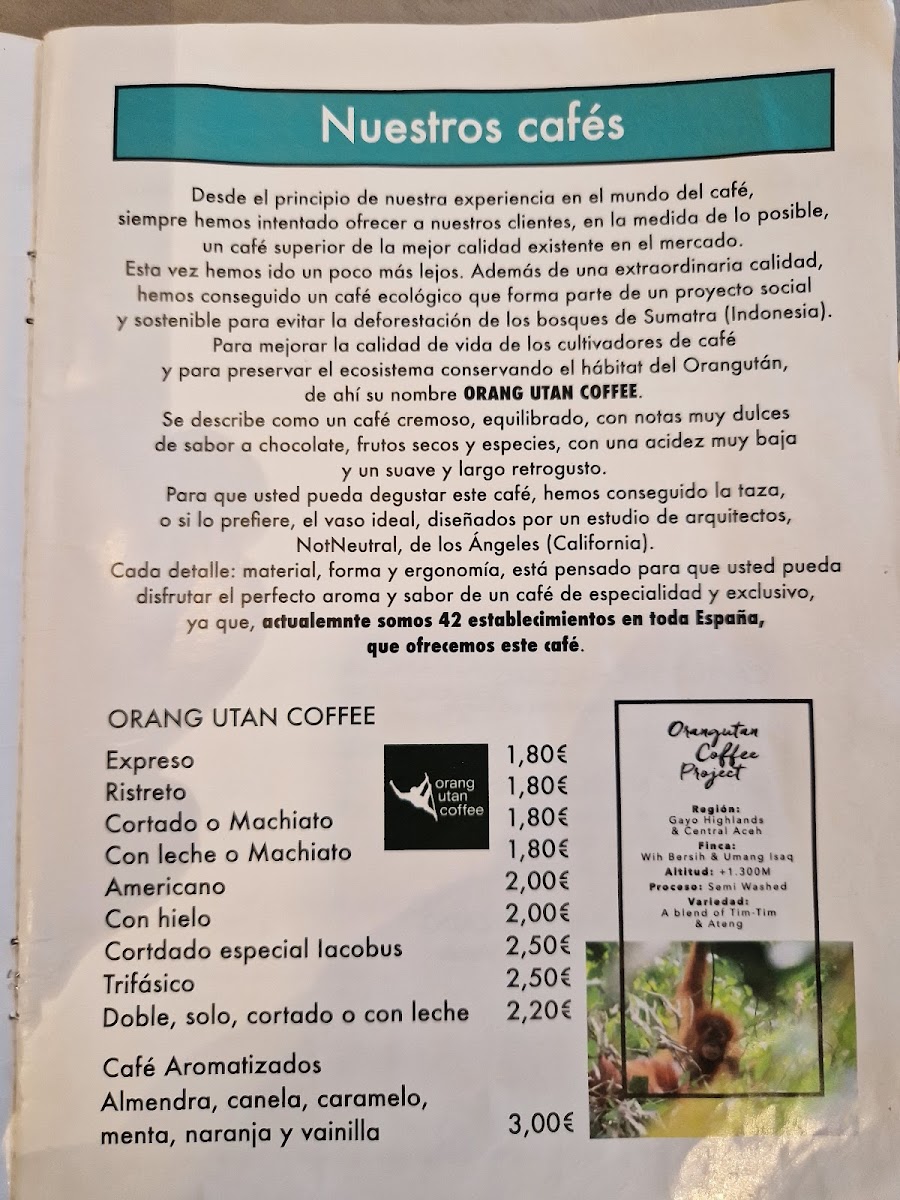 Nuestros cafés
Desde el principio de nuestra experiencia en el mundo del café,
siempre hemos intentado ofrecer a nuestros clientes, en la medida de lo posible,
un café superior de la mejor calidad existente en el mercado.
Esta vez hemos ido un poco más lejos. Además de una extraordinaria calidad,
hemos conseguido un café ecológico que forma parte de un proyecto social
y sostenible para evitar la deforestación de los bosques de Sumatra (Indonesia).
Para mejorar la calidad de vida de los cultivadores de café
y para preservar el ecosistema conservando el hábitat del Orangután,
de ahí su nombre ORANG UTAN COFFEE.
Se describe como un café cremoso, equilibrado, con notas muy dulces
de sabor a chocolate, frutos secos y especies, con una acidez muy baja
y un suave y largo retrogusto.
Para que usted pueda degustar este café, hemos conseguido la taza,
o si lo prefiere, el vaso ideal, diseñados por un estudio de arquitectos,
NotNeutral, de los Ángeles (California).
Cada detalle: material, forma y ergonomía, está pensado para que usted pueda
disfrutar el perfecto aroma y sabor de un café de especialidad y exclusivo,
ya que, actualemnte somos 42 establecimientos en toda España,
que ofrecemos este café.
ORANG UTAN COFFEE
Expreso 1,80€
Ristreto 1,80€
Cortado o Machiato 1,80€
Con leche o Machiato 1,80€
Americano 2,00€
Con hielo 2,00€
Cortdado especial Iacobus 2,50€
Trifásico 2,50€
Doble, solo, cortado o con leche 2,20€
Café Aromatizados
Almendra, canela, caramelo,
menta, naranja y vainilla 3,00€
orang
utan
coffee
Orangutan
Coffee
Project
Región:
Gayo Highlands
& Central Aceh
Finca:
Wih Bersih & Umang Isaq
Altitud: +1.300M
Proceso: Semi Washed
Variedad:
A blend of Tim-Tim
& Ateng